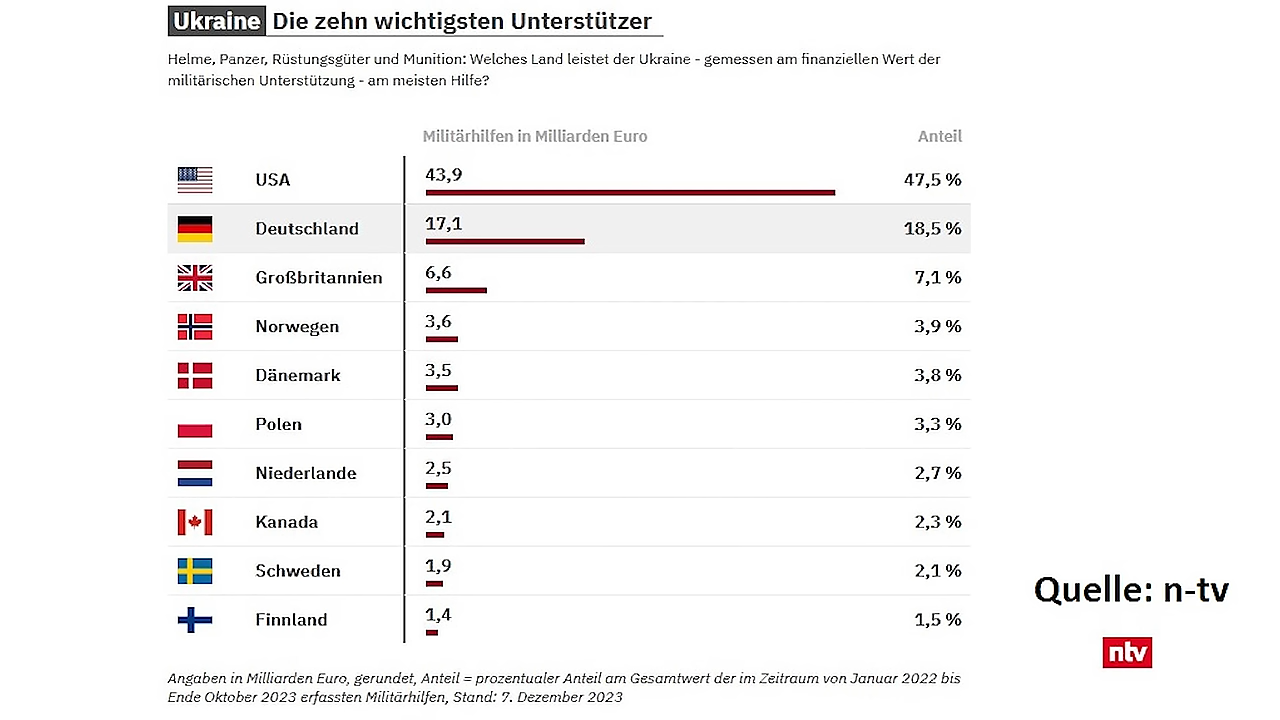 Ukraine Die zehn wichtigsten Unterstützer
Helme, Panzer, Rüstungsgüter und Munition: Welches Land leistet der Ukraine - gemessen am finanziellen Wert der
militärischen Unterstützung - am meisten Hilfe?
Militärhilfen in Milliarden Euro Anteil
USA 43,9 47,5 %
Deutschland 17,1 18,5 %
Großbritannien 6,6 7,1 %
Norwegen 3,6 3,9 %
Dänemark 3,5 3,8 %
Polen 3,0 3,3 %
Niederlande 2,5 2,7 %
Kanada 2,1 2,3 %
Schweden 1,9 2,1 %
Finnland 1,4 1,5 %
Quelle: n-tv
ntv
Angaben in Milliarden Euro, gerundet, Anteil = prozentualer Anteil am Gesamtwert der im Zeitraum von Januar 2022 bis
Ende Oktober 2023 erfassten Militärhilfen, Stand: 7. Dezember 2023